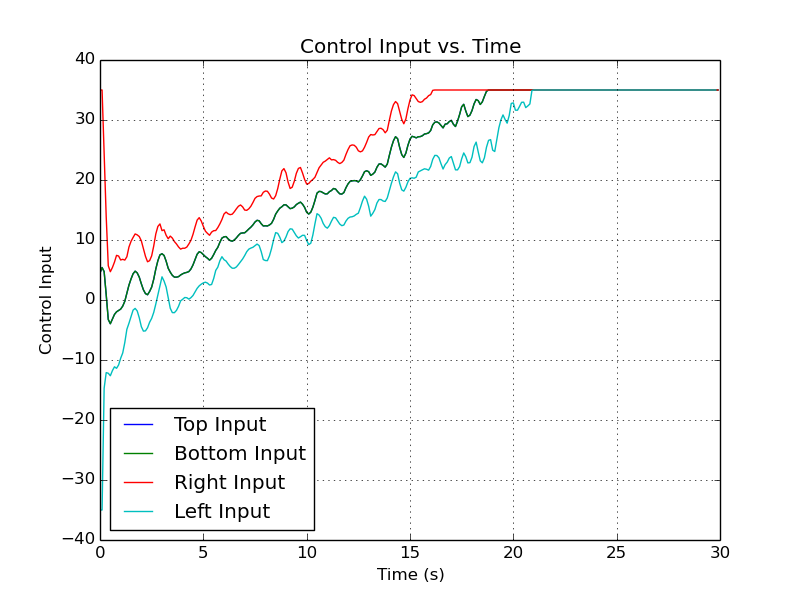 Control Input vs. Time
40
30
20
10
0
−10
−20
−30
−40
Control Input
Top Input
Bottom Input
Right Input
Left Input
0 5 10 15 20 25 30
Time (s)